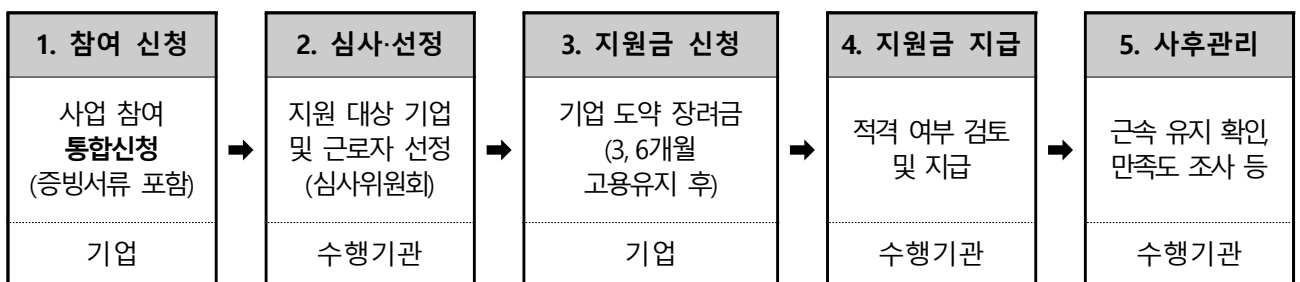 1. 참여 신청
사업 참여
통합신청
(증빙서류 포함)
기업
➡
2. 심사·선정
지원 대상 기업
및 근로자 선정
(심사위원회)
수행기관
➡
3. 지원금 신청
기업 도약 장려금
(3, 6개월
고용유지 후)
기업
➡
4. 지원금 지급
적격 여부 검토
및 지급
수행기관
➡
5. 사후관리
근속 유지 확인,
만족도 조사 등
수행기관